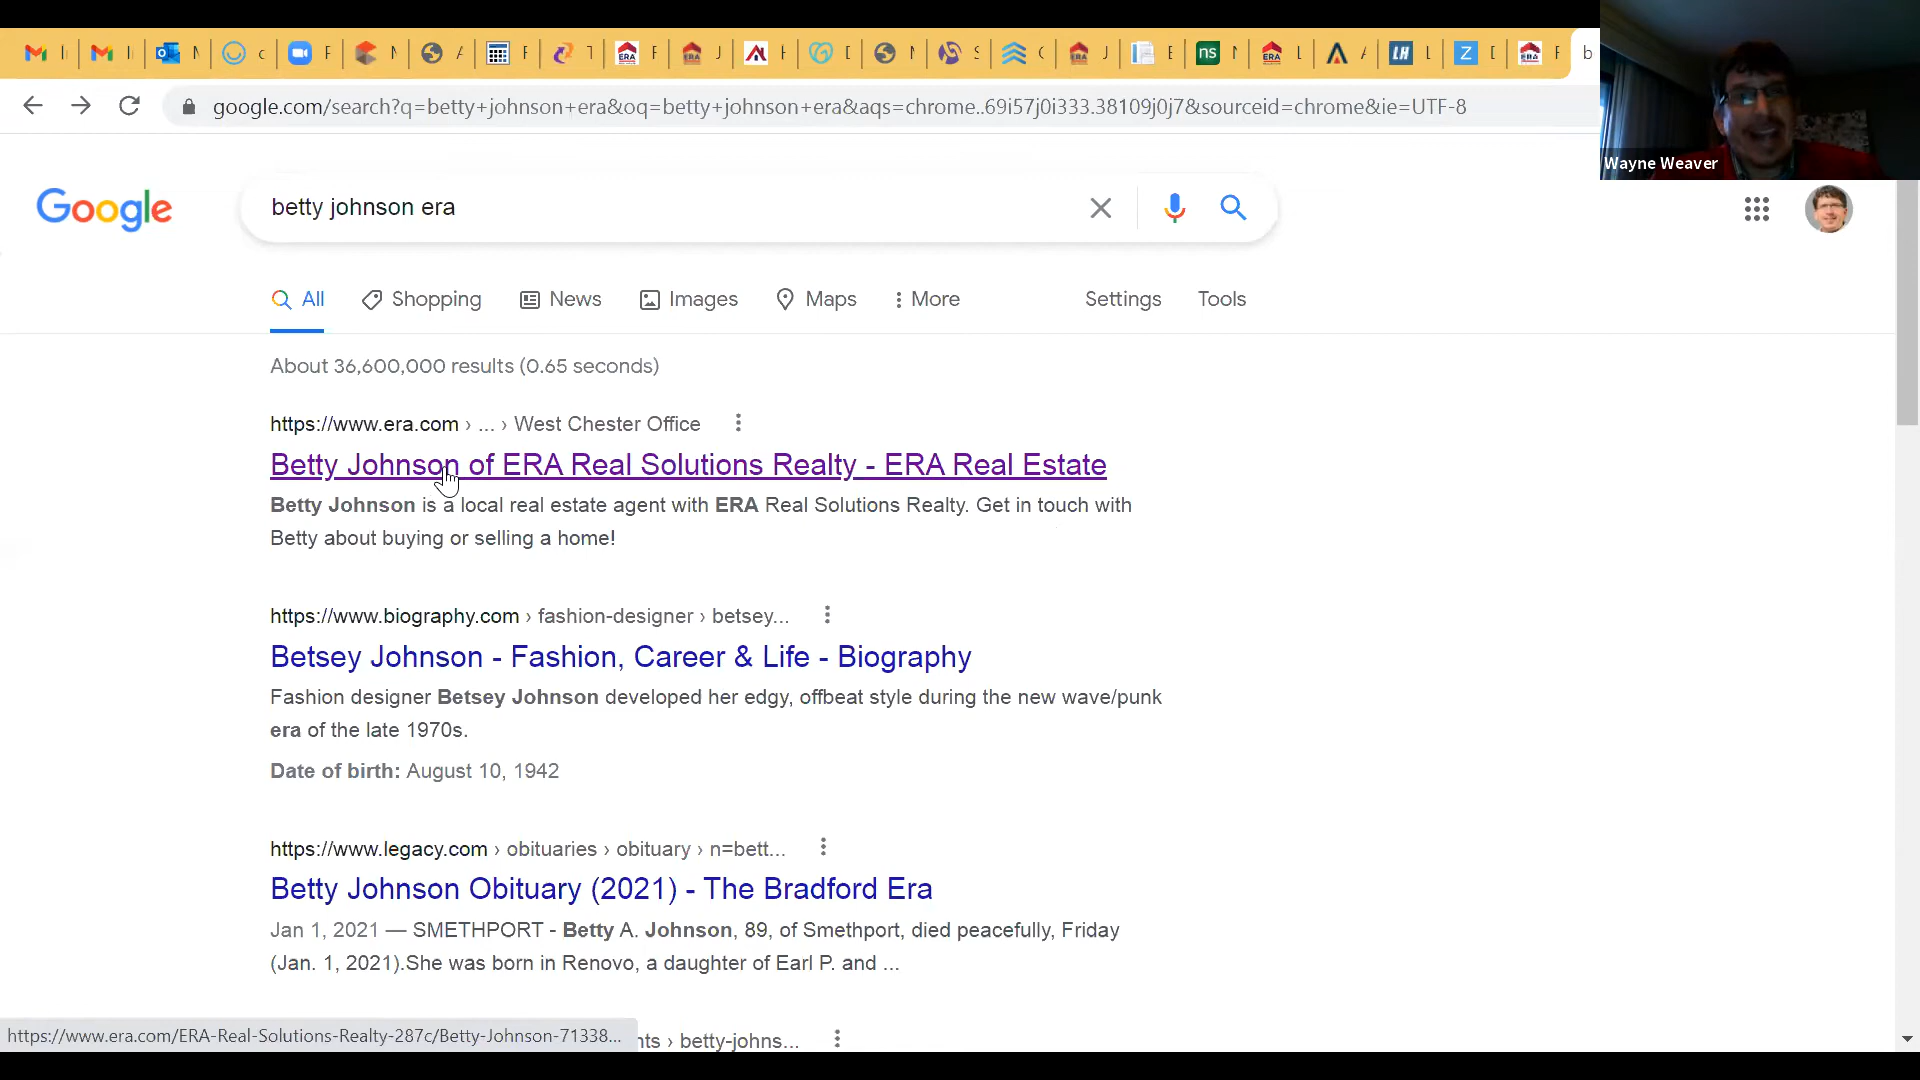 google.com/search?q=betty+johnson+era&oq=betty+johnson+era&aqs=chrome..69i57j0i333.38109j0j7&sourceid=chrome&ie=UTF-8
Wayne Weaver
Google
betty johnson era
All
Shopping
News
Images
Maps
More
Settings
Tools
About 36,600,000 results (0.65 seconds)
https://www.era.com › ... › West Chester Office
Betty Johnson of ERA Real Solutions Realty - ERA Real Estate
Betty Johnson is a local real estate agent with ERA Real Solutions Realty. Get in touch with
Betty about buying or selling a home!
https://www.biography.com › fashion-designer › betsey...
Betsey Johnson - Fashion, Career & Life - Biography
Fashion designer Betsey Johnson developed her edgy, offbeat style during the new wave/punk
era of the late 1970s.
Date of birth: August 10, 1942
https://www.legacy.com › obituaries › obituary › n=bett...
Betty Johnson Obituary (2021) - The Bradford Era
Jan 1, 2021 — SMETHPORT - Betty A. Johnson, 89, of Smethport, died peacefully, Friday
(Jan. 1, 2021).She was born in Renovo, a daughter of Earl P. and ...
https://www.era.com/ERA-Real-Solutions-Realty-287c/Betty-Johnson-71338...
nts › betty-johns...